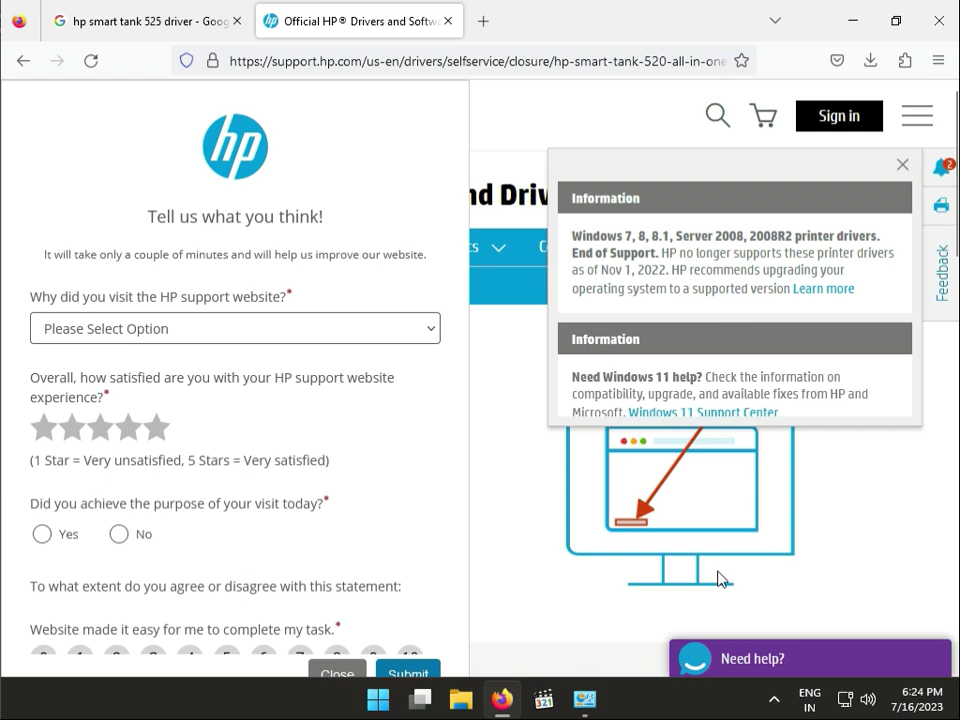 hp smart tank 525 driver - Goog
Official HP® Drivers and Softwa
https://support.hp.com/us-en/drivers/selfservice/closure/hp-smart-tank-520-all-in-one
hp
Sign in
Tell us what you think!
It will take only a couple of minutes and will help us improve our website.
Why did you visit the HP support website?*
Please Select Option
Overall, how satisfied are you with your HP support website
experience?*
(1 Star = Very unsatisfied, 5 Stars = Very satisfied)
Did you achieve the purpose of your visit today?*
Yes
No
To what extent do you agree or disagree with this statement:
Website made it easy for me to complete my task.*
Close
Submit
nd Driv
Information
Windows 7, 8, 8.1, Server 2008, 2008R2 printer drivers.
End of Support. HP no longer supports these printer drivers
as of Nov 1, 2022. HP recommends upgrading your
operating system to a supported version Learn more
Information
Need Windows 11 help? Check the information on
compatibility, upgrade, and available fixes from HP and
Microsoft. Windows 11 Support Center
2
Feedback
Need help?
321
ENG
IN
6:24 PM
7/16/2023